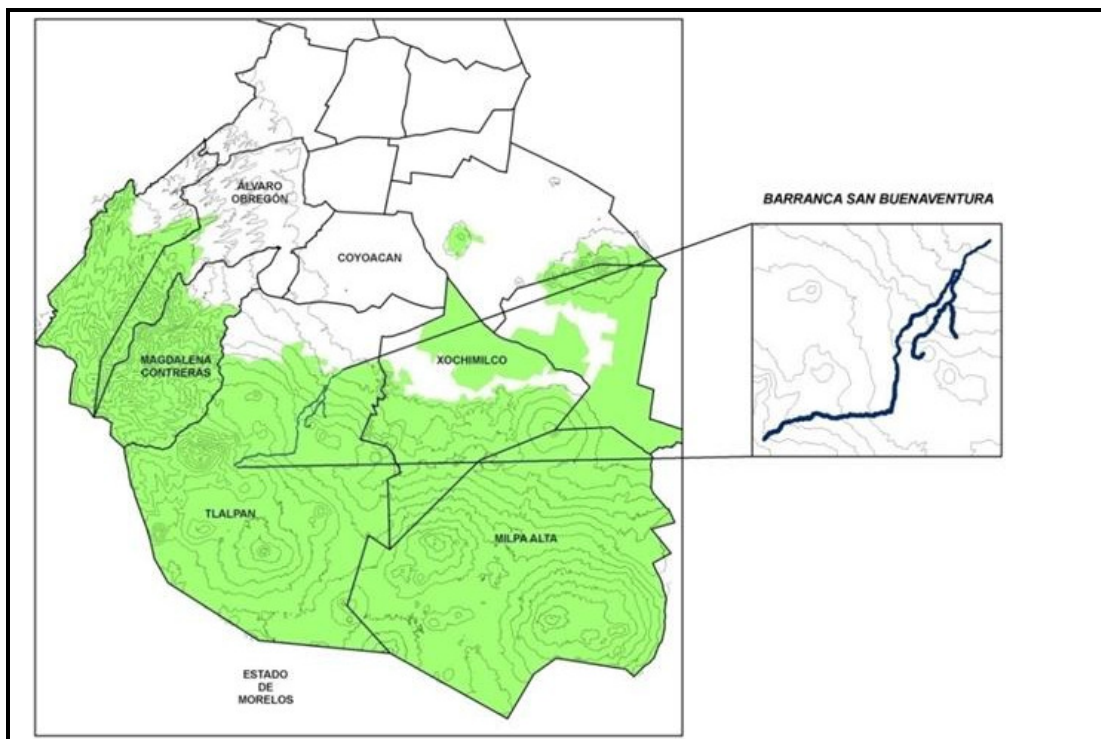 ÁLVARO
OBREGÓN
COYOACAN
BARRANCA SAN BUENAVENTURA
MAGDALENA
CONTRERAS
XOCHIMILCO
TLALPAN
MILPA ALTA
ESTADO
DE
MORELOS